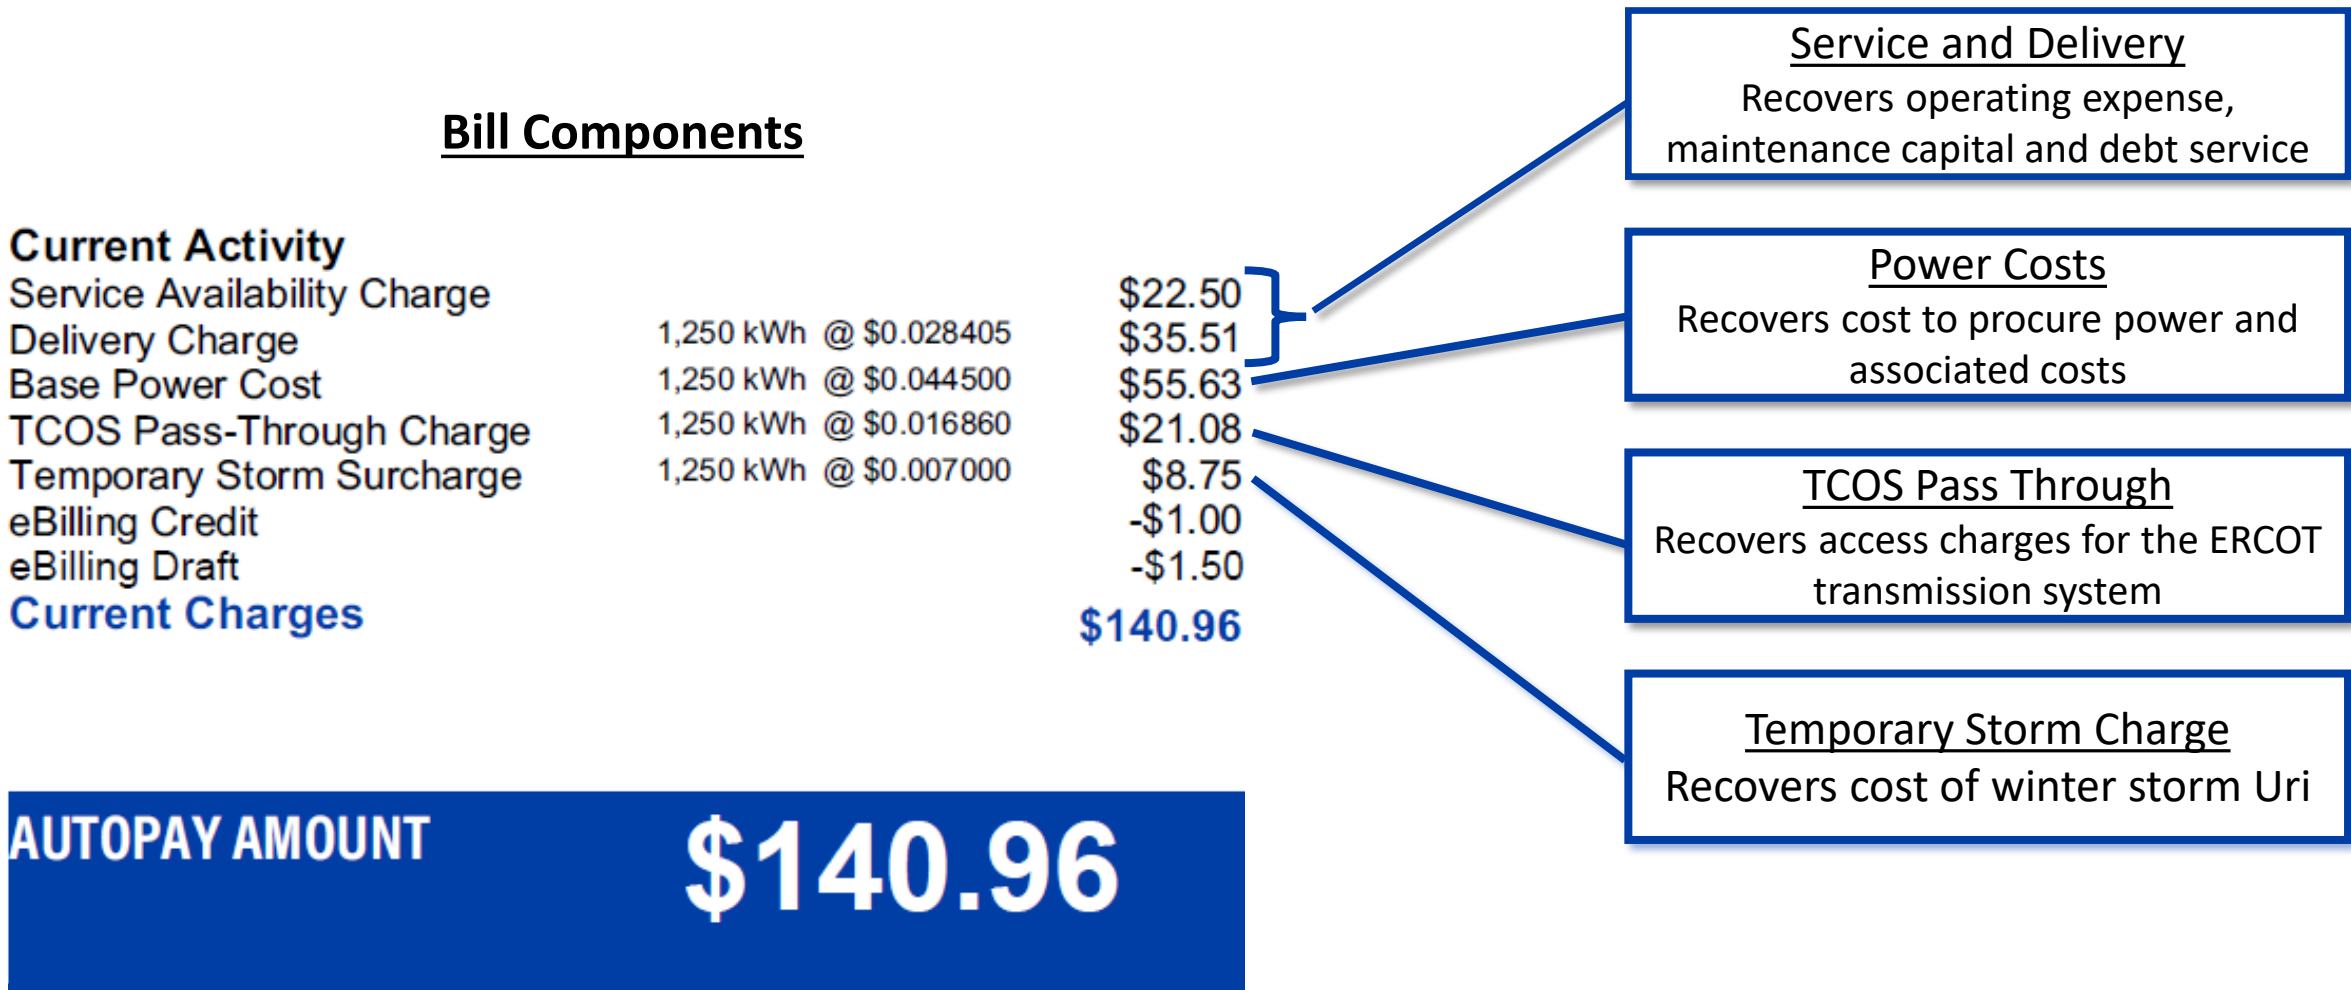 Bill Components
Current Activity
Service Availability Charge $22.50
Delivery Charge 1,250 kWh @ $0.028405 $35.51
Base Power Cost 1,250 kWh @ $0.044500 $55.63
TCOS Pass-Through Charge 1,250 kWh @ $0.016860 $21.08
Temporary Storm Surcharge 1,250 kWh @ $0.007000 $8.75
eBilling Credit -$1.00
eBilling Draft -$1.50
Current Charges $140.96
AUTOPAY AMOUNT $140.96
Service and Delivery
Recovers operating expense,
maintenance capital and debt service
Power Costs
Recovers cost to procure power and
associated costs
TCOS Pass Through
Recovers access charges for the ERCOT
transmission system
Temporary Storm Charge
Recovers cost of winter storm Uri